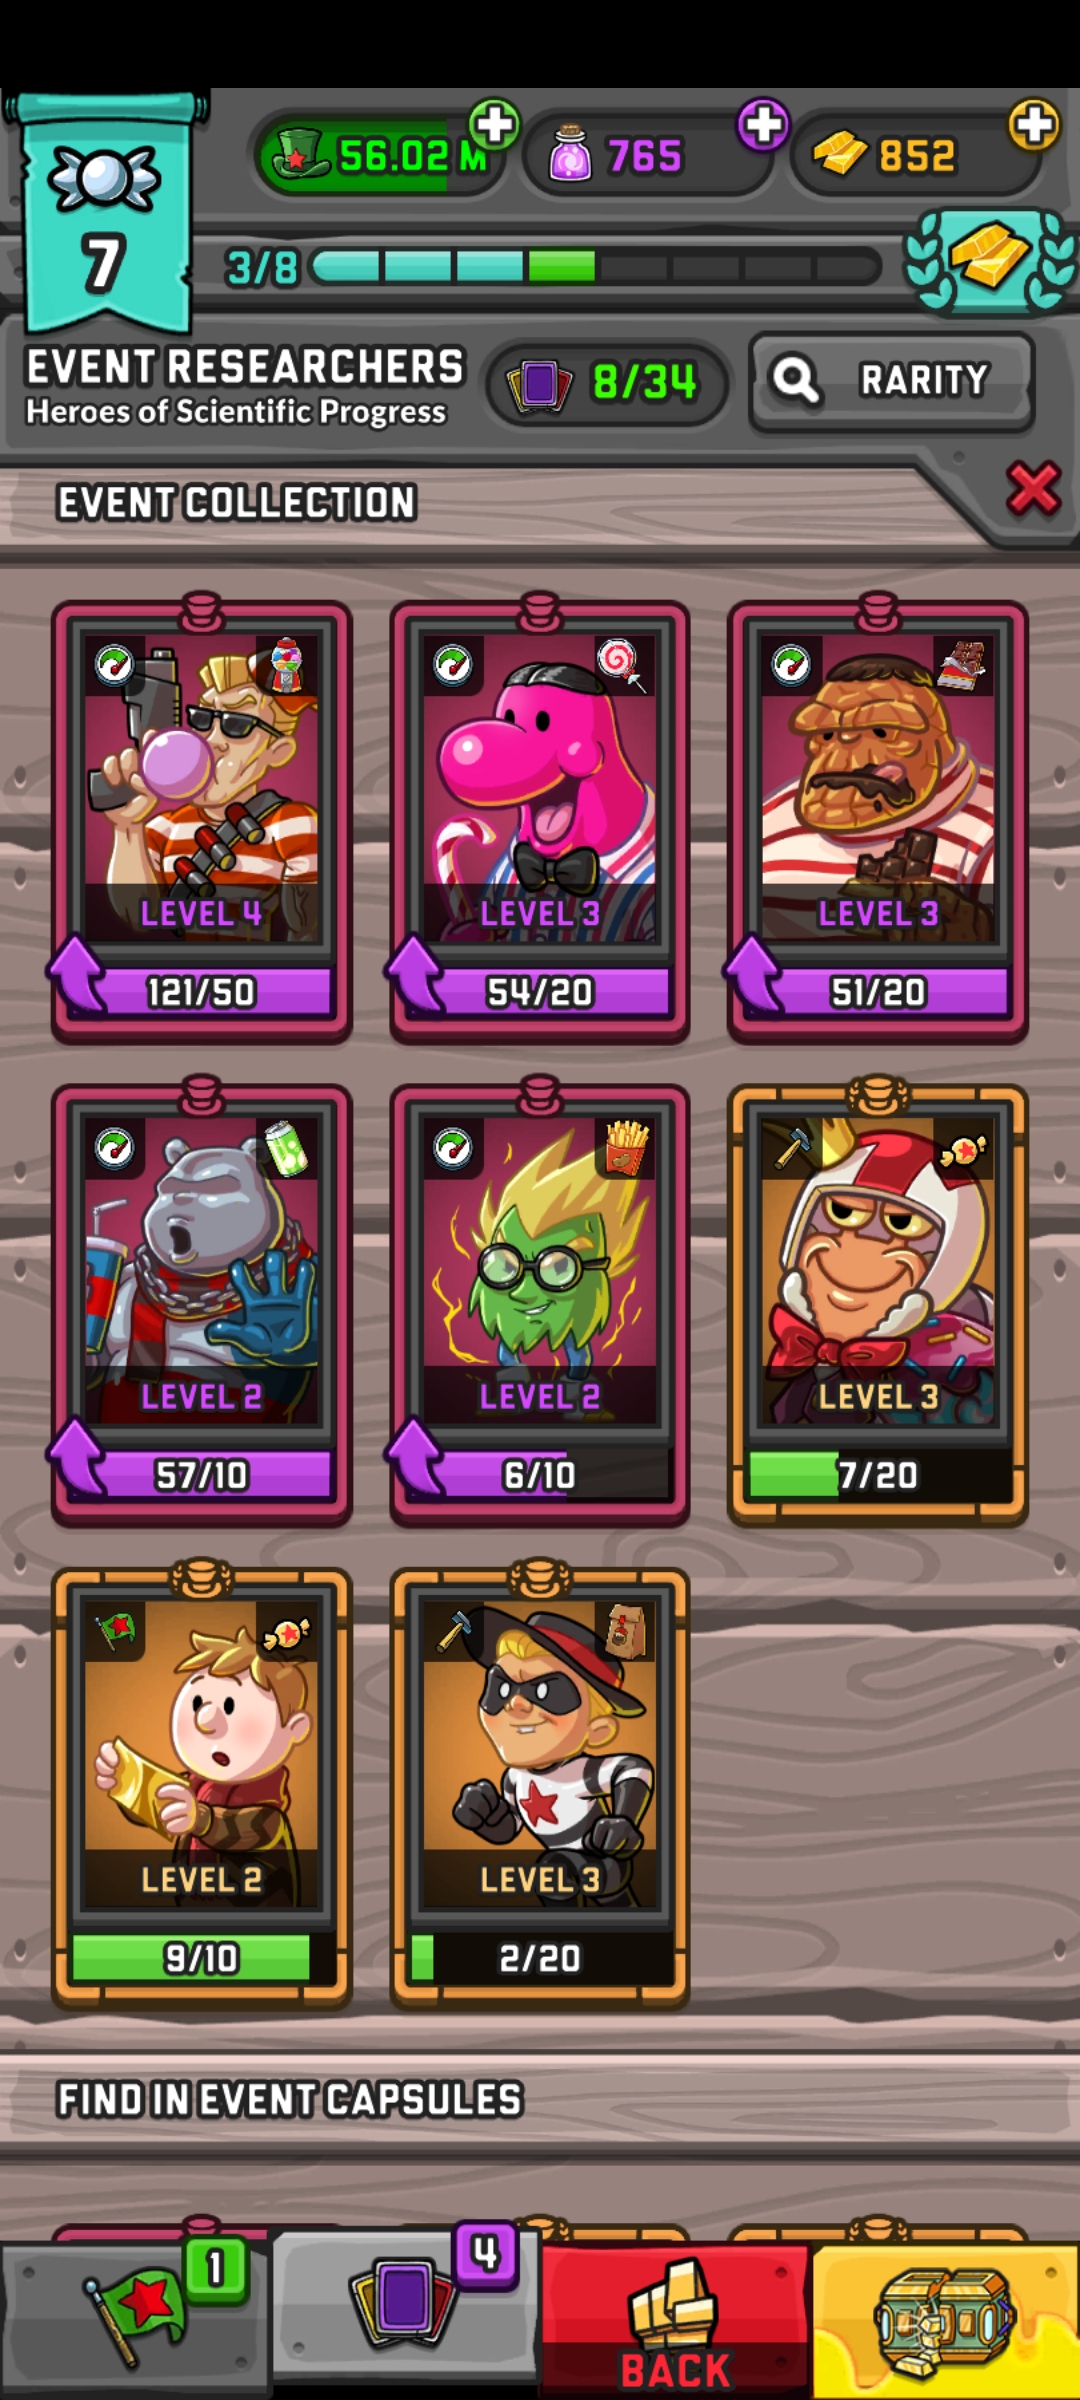 56.02 M
765
852
7
3/8
EVENT RESEARCHERS
Heroes of Scientific Progress
8/34
RARITY
EVENT COLLECTION
LEVEL 4
LEVEL 3
LEVEL 3
121/50
54/20
51/20
LEVEL 2
LEVEL 2
LEVEL 3
57/10
6/10
7/20
LEVEL 2
LEVEL 3
9/10
2/20
FIND IN EVENT CAPSULES
1
4
BACK